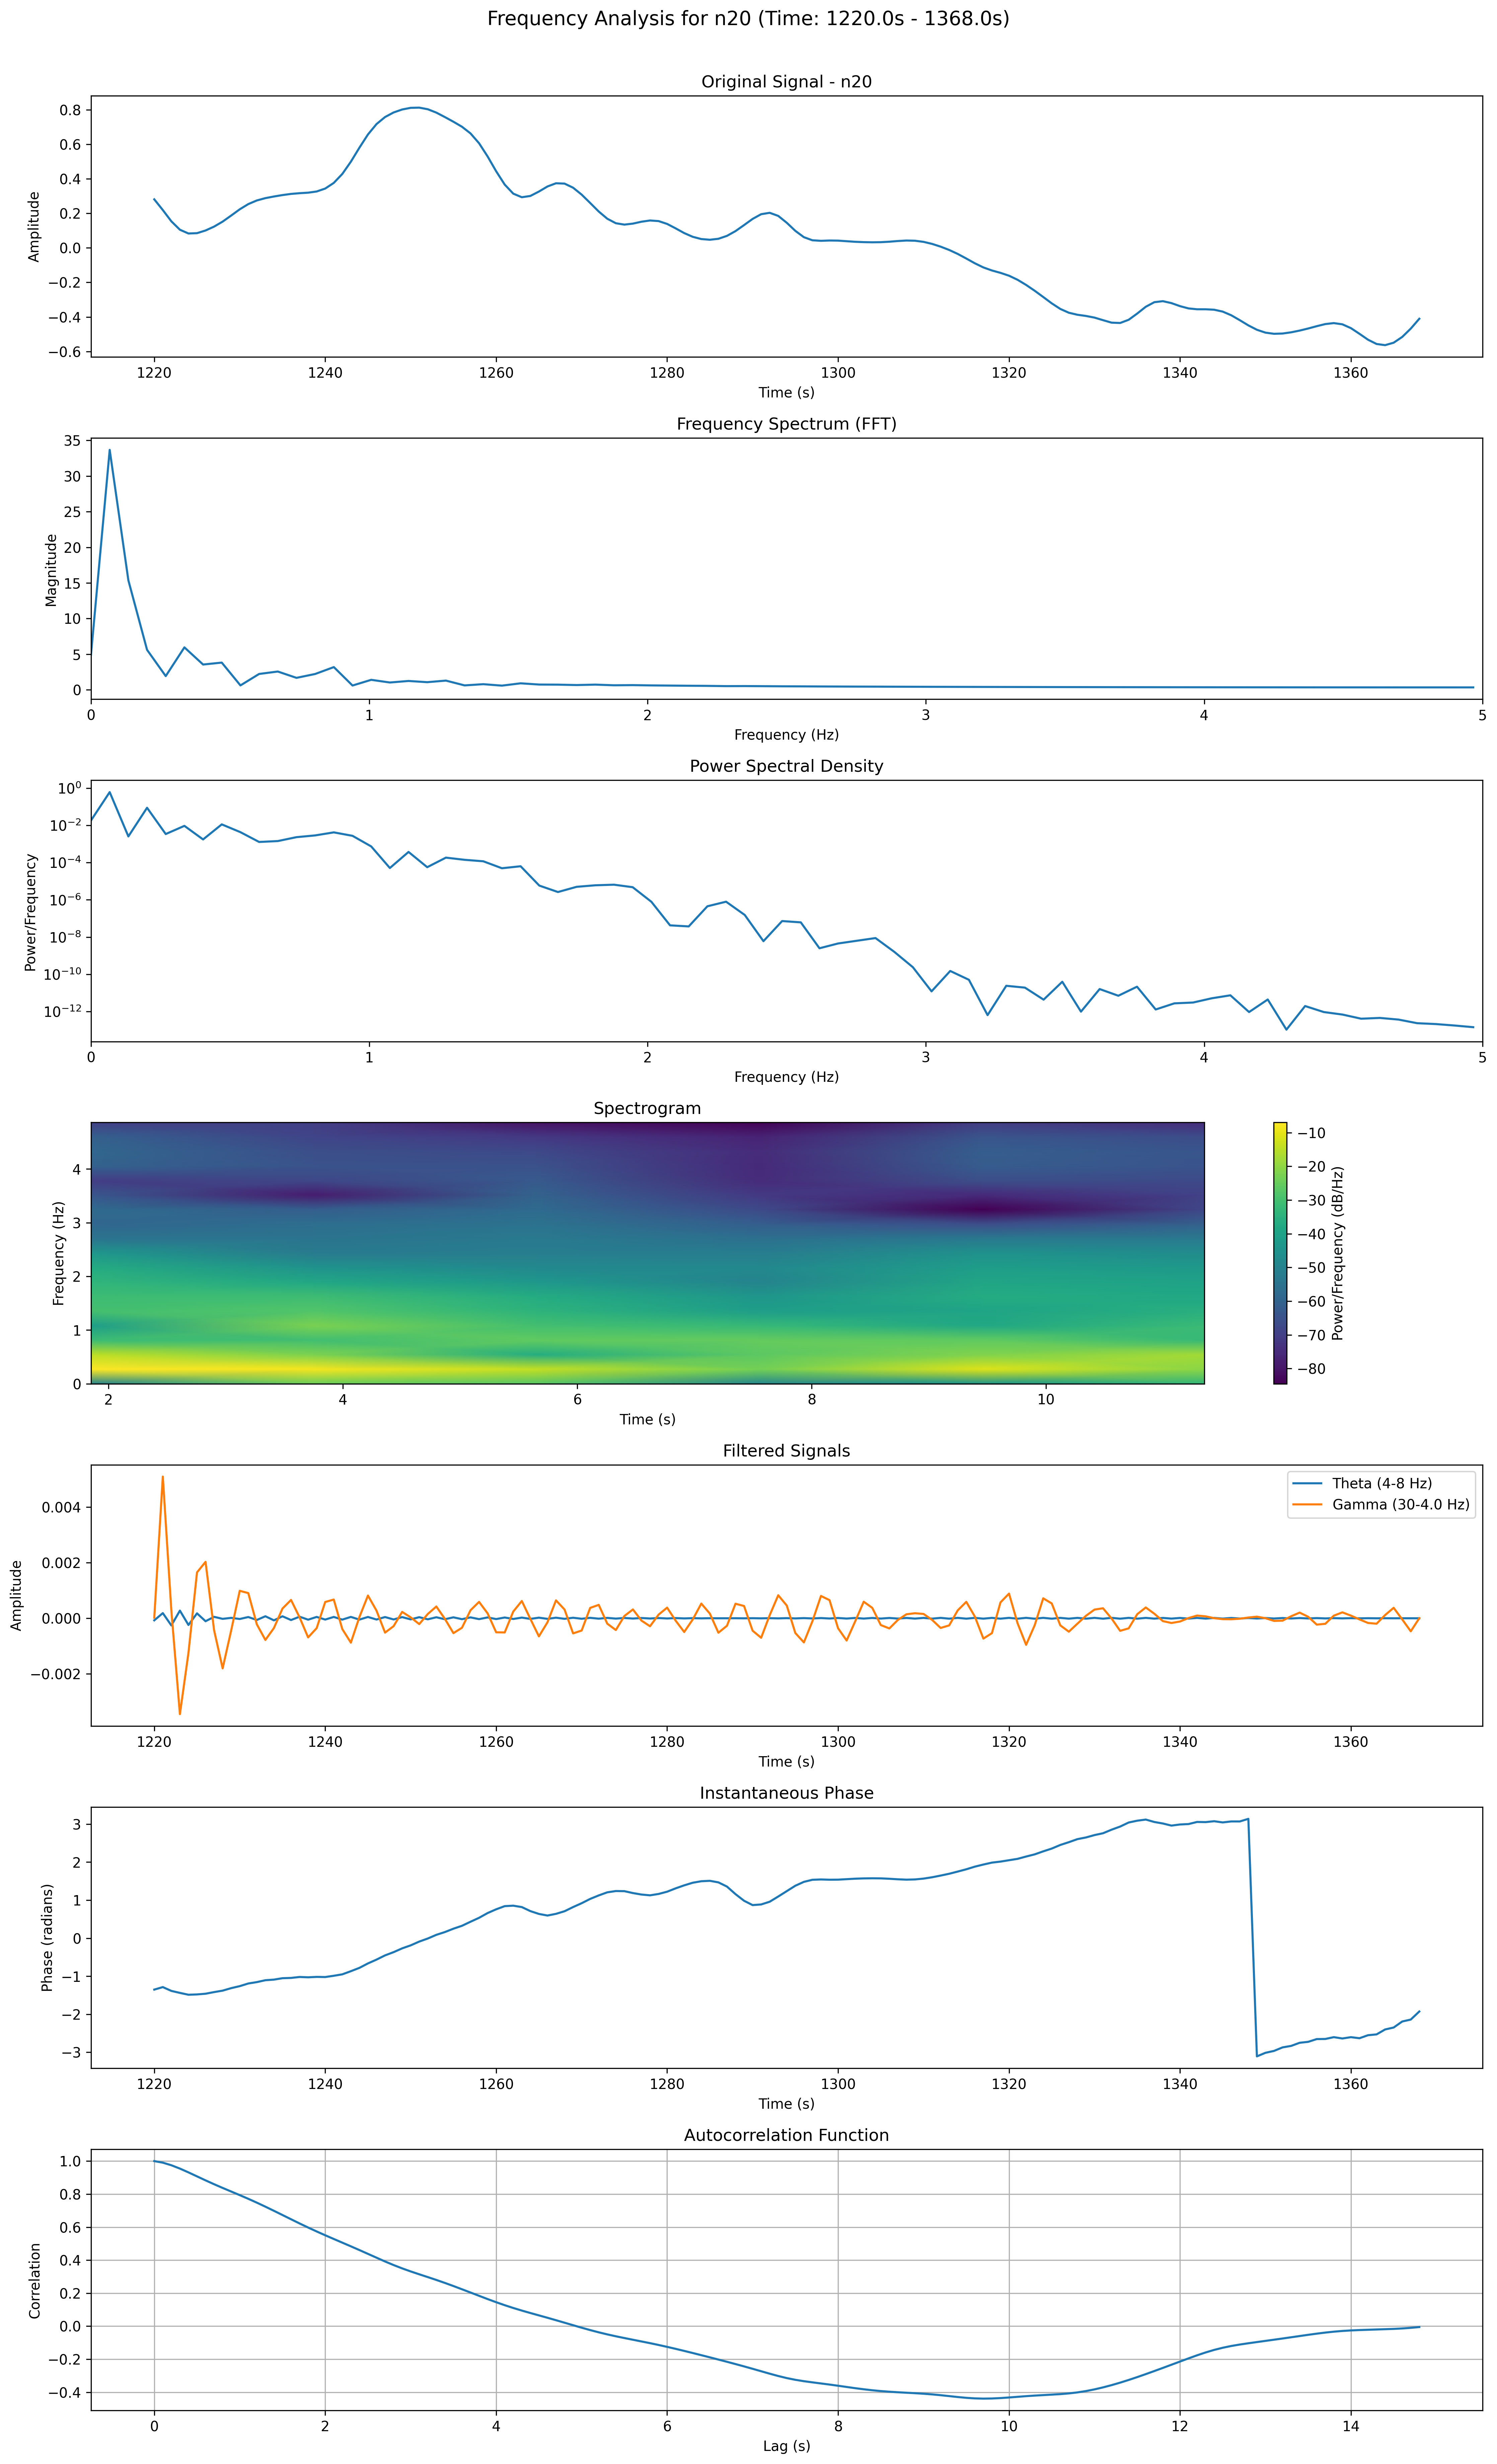 Frequency Analysis for n20 (Time: 1220.0s - 1368.0s)
Original Signal - n20
Amplitude
0.8
0.6
0.4
0.2
0.0
−0.2
−0.4
−0.6
1220 1240 1260 1280 1300 1320 1340 1360
Time (s)
Frequency Spectrum (FFT)
Magnitude
35
30
25
20
15
10
5
0
0 1 2 3 4 5
Frequency (Hz)
Power Spectral Density
Power/Frequency
10⁰
10⁻²
10⁻⁴
10⁻⁶
10⁻⁸
10⁻¹⁰
10⁻¹²
0 1 2 3 4 5
Frequency (Hz)
Spectrogram
Frequency (Hz)
4
3
2
1
0
2 4 6 8 10
Time (s)
−10
−20
−30
−40
−50
−60
−70
−80
Power/Frequency (dB/Hz)
Filtered Signals
Amplitude
0.004
0.002
0.000
−0.002
Theta (4-8 Hz)
Gamma (30-4.0 Hz)
1220 1240 1260 1280 1300 1320 1340 1360
Time (s)
Instantaneous Phase
Phase (radians)
3
2
1
0
−1
−2
−3
1220 1240 1260 1280 1300 1320 1340 1360
Time (s)
Autocorrelation Function
Correlation
1.0
0.8
0.6
0.4
0.2
0.0
−0.2
−0.4
0 2 4 6 8 10 12 14
Lag (s)